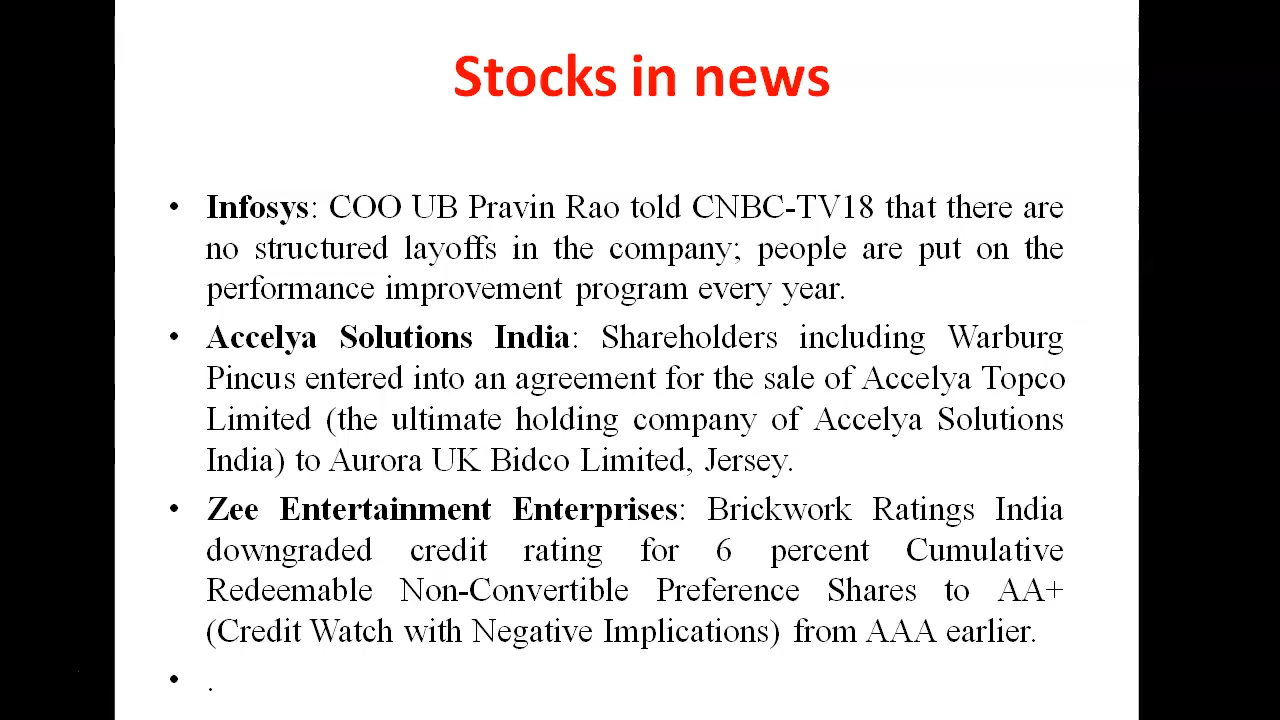 Stocks in news
• Infosys: COO UB Pravin Rao told CNBC-TV18 that there are
no structured layoffs in the company; people are put on the
performance improvement program every year.
• Accelya Solutions India: Shareholders including Warburg
Pincus entered into an agreement for the sale of Accelya Topco
Limited (the ultimate holding company of Accelya Solutions
India) to Aurora UK Bidco Limited, Jersey.
• Zee Entertainment Enterprises: Brickwork Ratings India
downgraded credit rating for 6 percent Cumulative
Redeemable Non-Convertible Preference Shares to AA+
(Credit Watch with Negative Implications) from AAA earlier.
• .